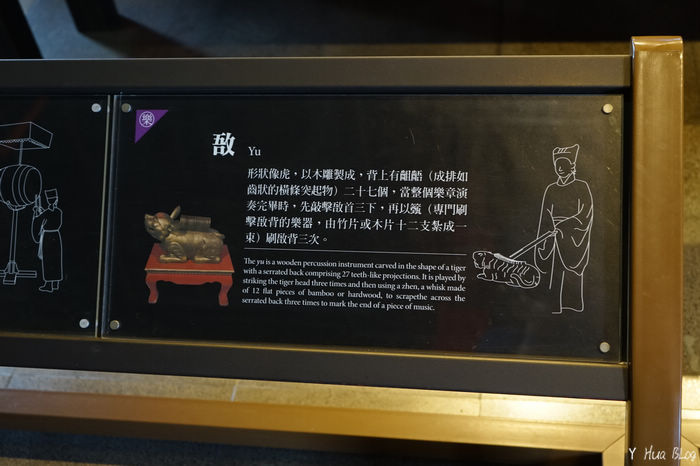 樂
敔 Yu
形狀像虎,以木雕製成,背上有齟齬(成排如
齒狀的橫條突起物)二十七個,當整個樂章演
奏完畢時,先敲擊敔首三下,再以籈(專門刷
擊敔背的樂器,由竹片或木片十二支紮成一
束)刷敔背三次。
The yu is a wooden percussion instrument carved in the shape of a tiger
with a serrated back comprising 27 teeth-like projections. It is played by
striking the tiger head three times and then using a zhen, a whisk made
of 12 flat pieces of bamboo or hardwood, to scrapethe across the
serrated back three times to mark the end of a piece of music.
Y Hua BLog